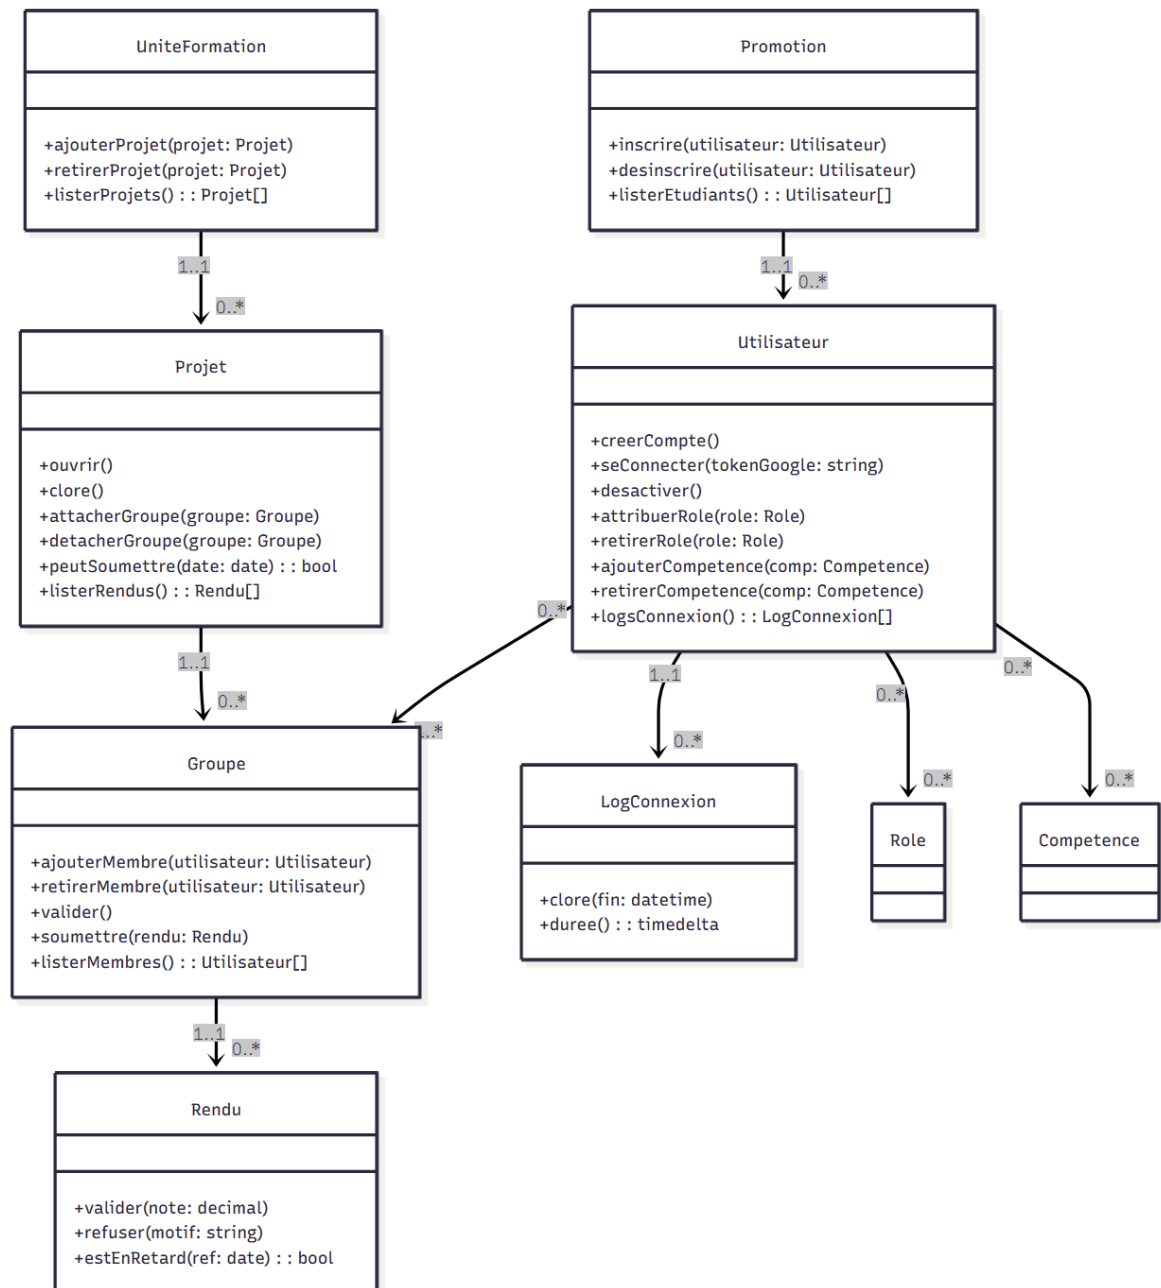 UniteFormation
+ajouterProjet(projet: Projet)
+retirerProjet(projet: Projet)
+listerProjets() : : Projet[]
Promotion
+inscrire(utilisateur: Utilisateur)
+desinscrire(utilisateur: Utilisateur)
+listerEtudiants() : : Utilisateur[]
1..1
0..*
1..1
0..*
Projet
+ouvrir()
+clore()
+attacherGroupe(groupe: Groupe)
+detacherGroupe(groupe: Groupe)
+peutSoumettre(date: date) : : bool
+listerRendus() : : Rendu[]
Utilisateur
+creerCompte()
+seConnecter(tokenGoogle: string)
+desactiver()
+attribuerRole(role: Role)
+retirerRole(role: Role)
+ajouterCompetence(comp: Competence)
+retirerCompetence(comp: Competence)
+logsConnexion() : : LogConnexion[]
1..1
0..*
0..*
..*
1..1
0..*
0..*
0..*
0..*
0..*
Groupe
+ajouterMembre(utilisateur: Utilisateur)
+retirerMembre(utilisateur: Utilisateur)
+valider()
+soumettre(rendu: Rendu)
+listerMembres() : : Utilisateur[]
LogConnexion
+clore(fin: datetime)
+duree() : : timedelta
Role
Competence
1..1
0..*
Rendu
+valider(note: decimal)
+refuser(motif: string)
+estEnRetard(ref: date) : : bool